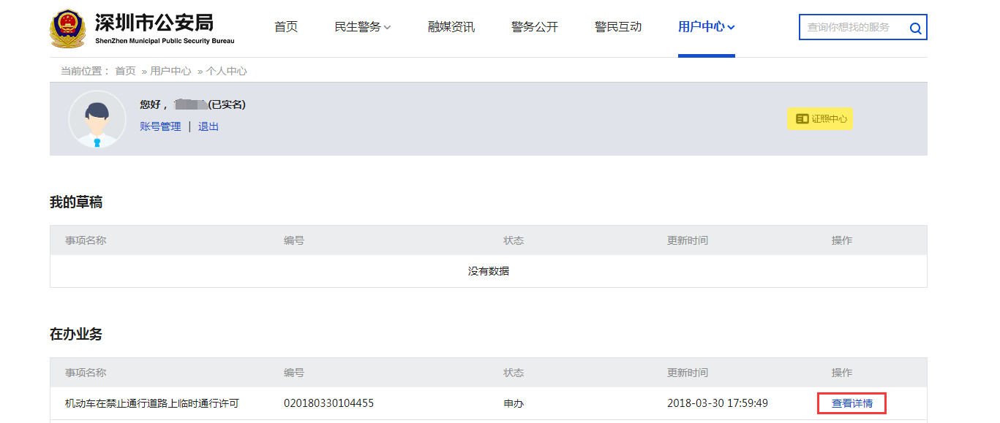 深圳市公安局
ShenZhen Municipal Public Security Bureau
首页 民生警务 融媒资讯 警务公开 警民互动 用户中心 查询你想找的服务
当前位置： 首页 » 用户中心 » 个人中心
您好， (已实名)
账号管理 | 退出
证照中心
我的草稿
事项名称 编号 状态 更新时间 操作
没有数据
在办业务
事项名称 编号 状态 更新时间 操作
机动车在禁止通行道路上临时通行许可 020180330104455 申办 2018-03-30 17:59:49 查看详情